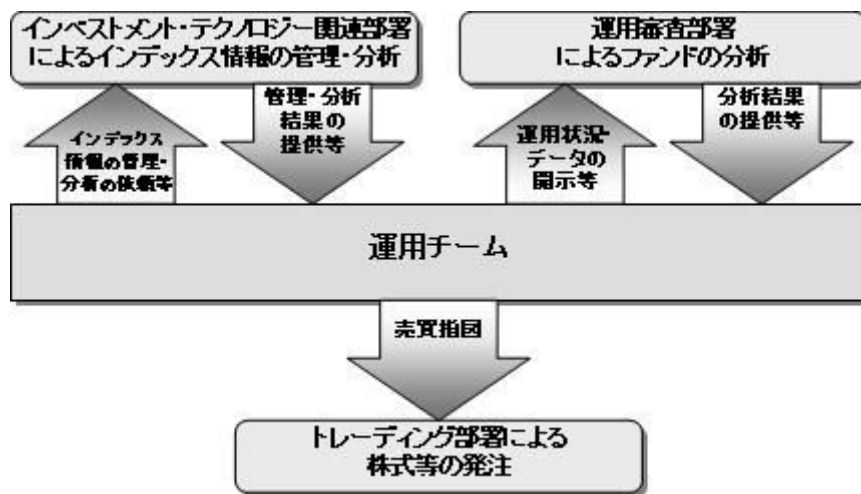 インベストメント・テクノロジー関連部署
によるインデックス情報の管理・分析
運用審査部署
によるファンドの分析
インデックス
情報の管理・
分析の依頼等
管理・分析
結果の
提供等
運用状況・
データの
開示等
分析結果
の提供等
運用チーム
売買指図
トレーディング部署による
株式等の発注